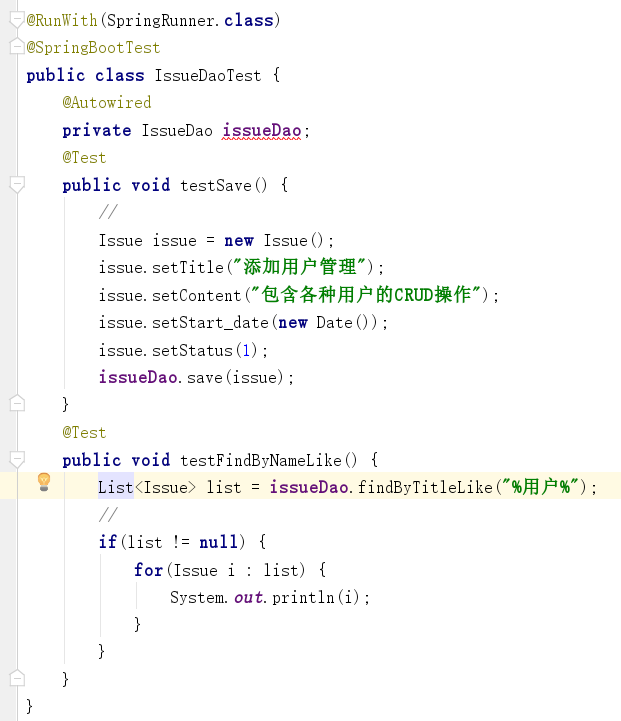 @RunWith(SpringRunner.class)
@SpringBootTest
public class IssueDaoTest {
    @Autowired
    private IssueDao issueDao;
    @Test
    public void testSave() {
        //
        Issue issue = new Issue();
        issue.setTitle("添加用户管理");
        issue.setContent("包含各种用户的CRUD操作");
        issue.setStart_date(new Date());
        issue.setStatus(1);
        issueDao.save(issue);
    }
    @Test
    public void testFindByNameLike() {
        List<Issue> list = issueDao.findByTitleLike("%用户%");
        //
        if(list != null) {
            for(Issue i : list) {
                System.out.println(i);
            }
        }
    }
}